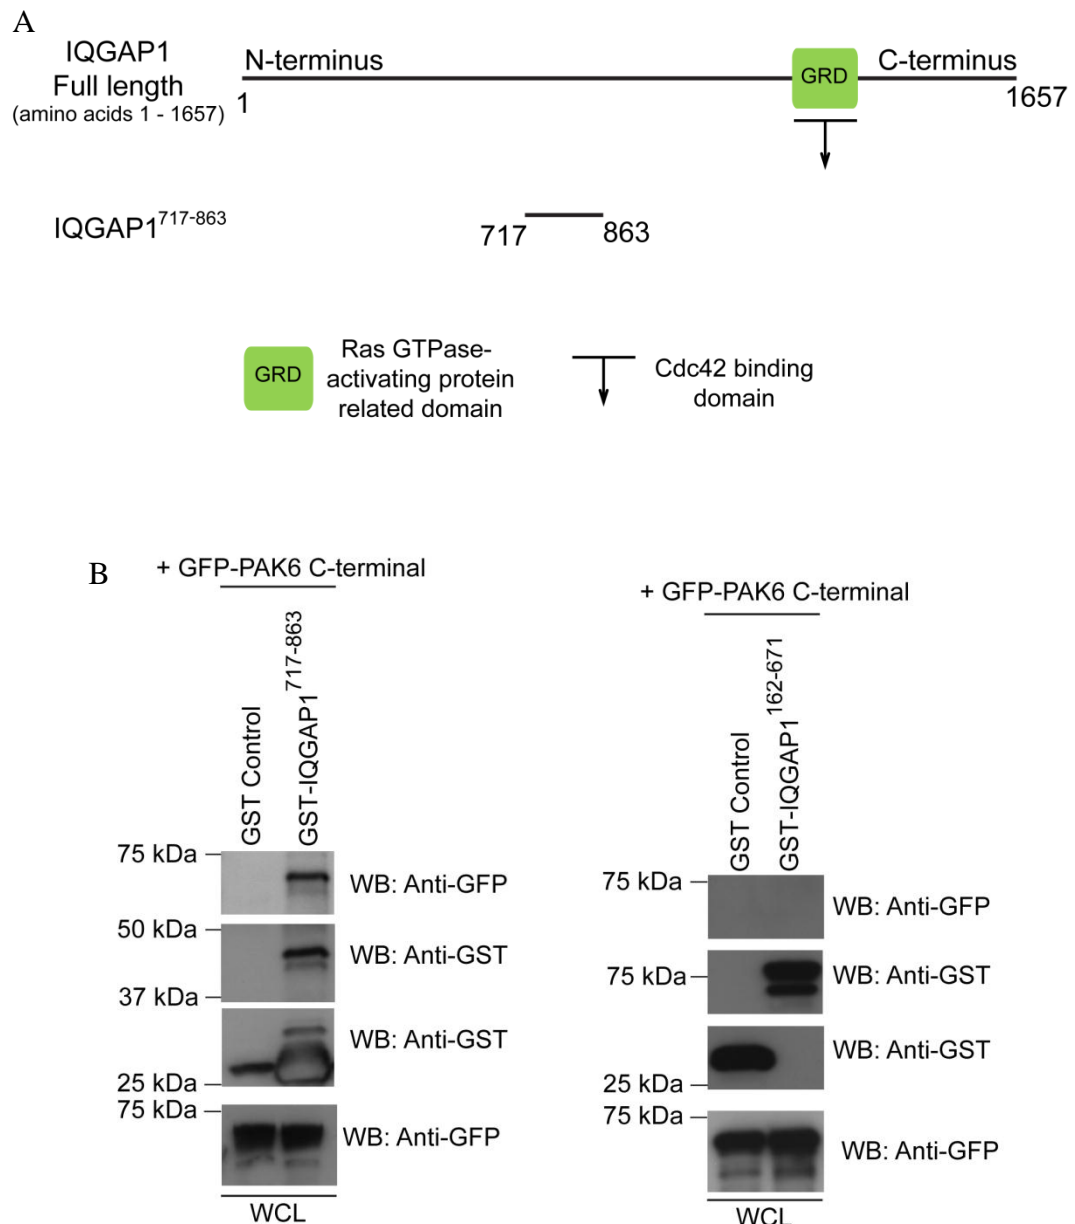 A
IQGAP1
Full length
(amino acids 1 - 1657)
N-terminus
GRD
C-terminus
1
1657
IQGAP1717-863
717
863
GRD
Ras GTPase-
activating protein
related domain
Cdc42 binding
domain
B
+ GFP-PAK6 C-terminal
GST Control
GST-IQGAP1717-863
75 kDa
WB: Anti-GFP
50 kDa
WB: Anti-GST
37 kDa
WB: Anti-GST
25 kDa
75 kDa
WB: Anti-GFP
WCL
+ GFP-PAK6 C-terminal
GST Control
GST-IQGAP1162-671
75 kDa
WB: Anti-GFP
75 kDa
WB: Anti-GST
WB: Anti-GST
25 kDa
75 kDa
WB: Anti-GFP
WCL